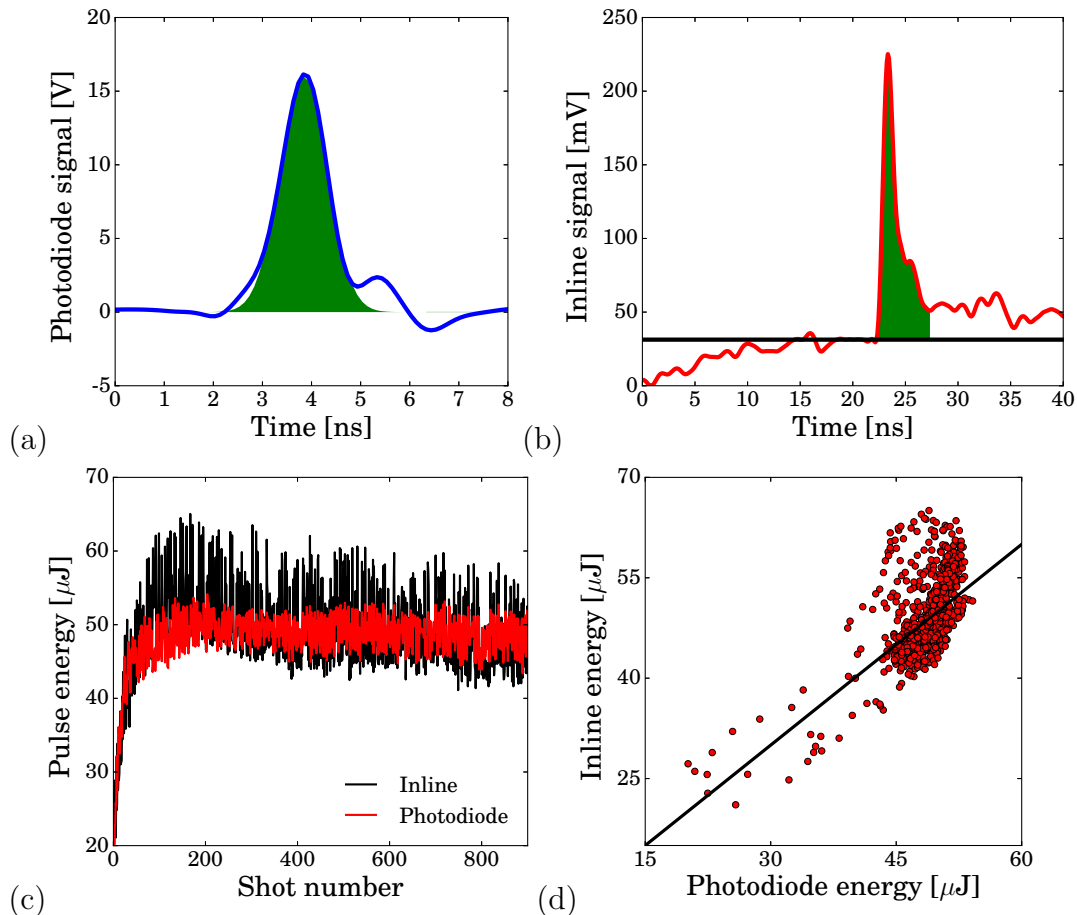 20
15
10
5
0
-5
Photodiode signal [V]
0 1 2 3 4 5 6 7 8
Time [ns]
(a)
250
200
150
100
50
0
Inline signal [mV]
0 5 10 15 20 25 30 35 40
Time [ns]
(b)
70
60
50
40
30
20
Pulse energy [μJ]
Inline
Photodiode
0 200 400 600 800
Shot number
(c)
70
55
40
25
Inline energy [μJ]
15 30 45 60
Photodiode energy [μJ]
(d)